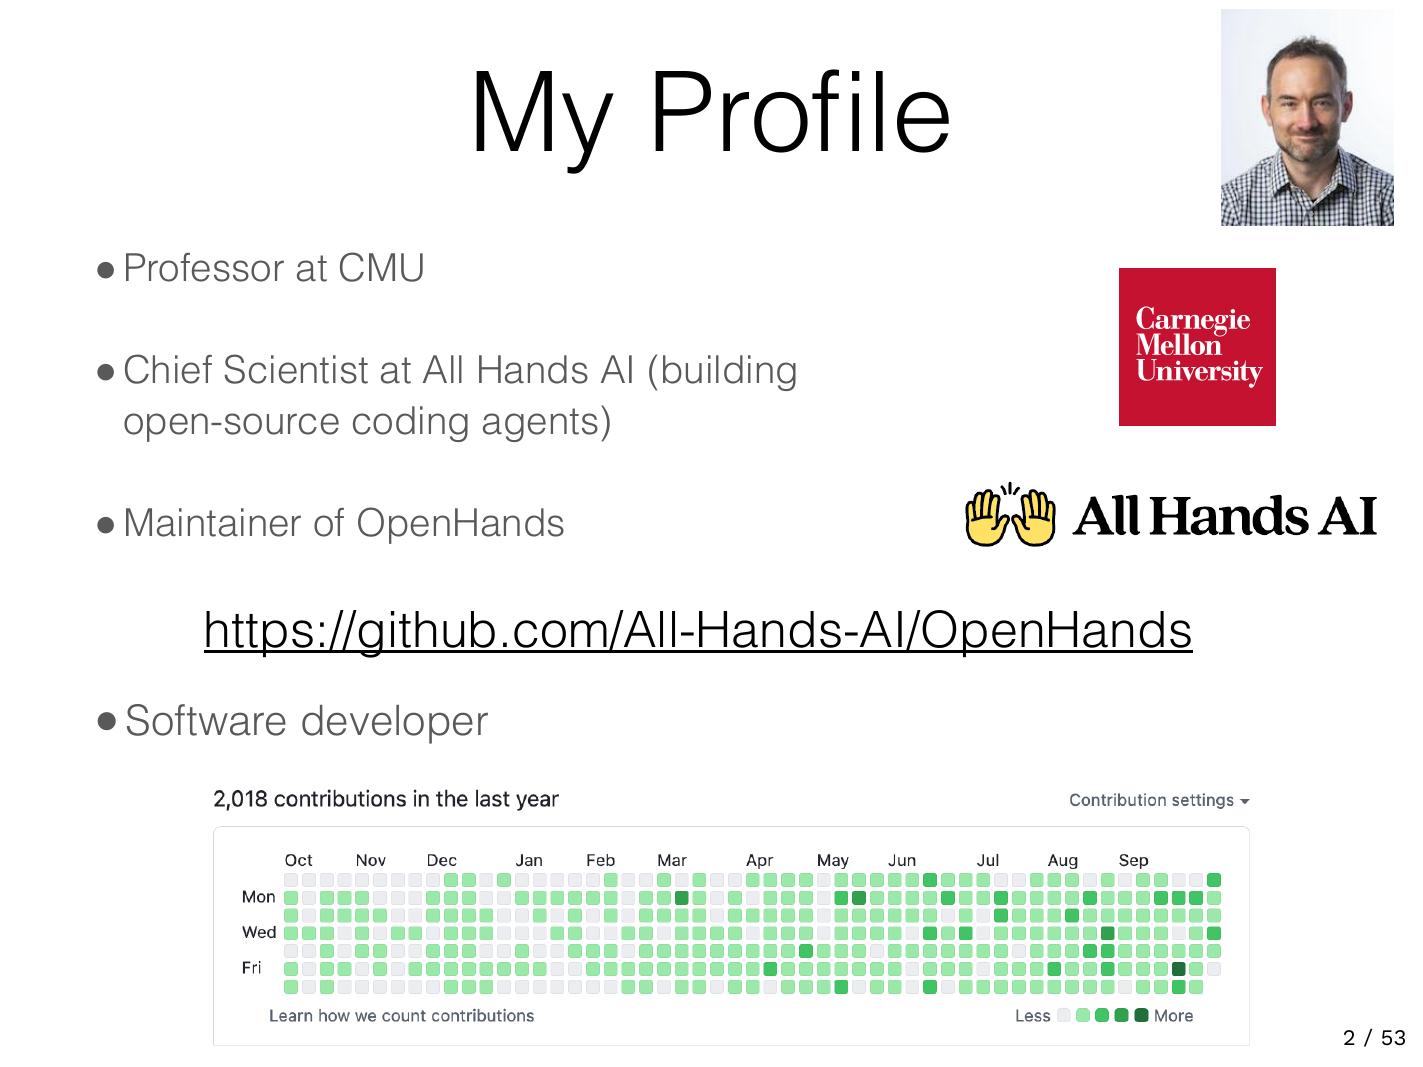 My Profile
● Professor at CMU
Carnegie
Mellon
University
● Chief Scientist at All Hands AI (building
open-source coding agents)
● Maintainer of OpenHands
All Hands AI
https://github.com/All-Hands-AI/OpenHands
● Software developer
2,018 contributions in the last year
Contribution settings
Oct Nov Dec Jan Feb Mar Apr May Jun Jul Aug Sep
Mon
Wed
Fri
Learn how we count contributions
Less More
2 / 53